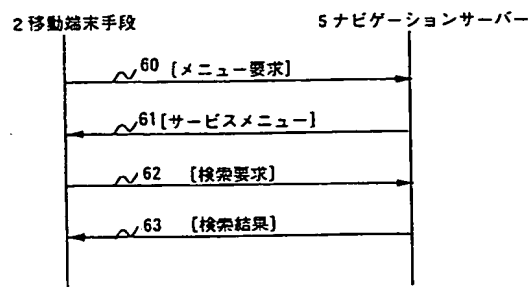 2移動端末手段 5ナビゲーションサーバー
60 [メニュー要求]
61[サービスメニュー]
62 [検索要求]
63 [検索結果]